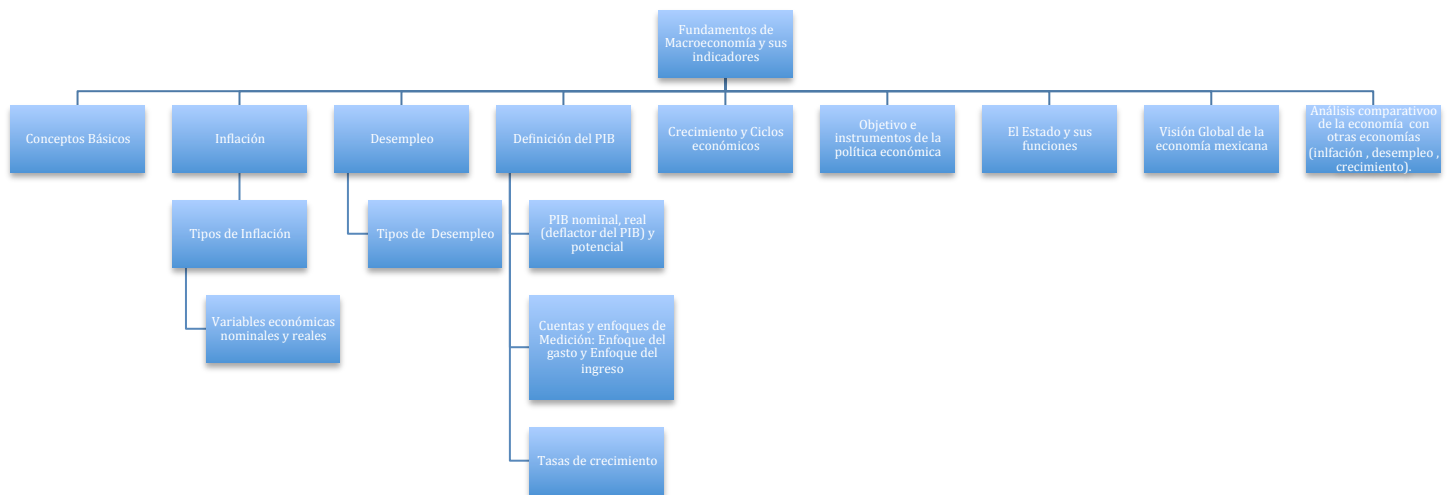 Fundamentos de
Macroeconomía y sus
indicadores
Conceptos Básicos
Inflación
Tipos de Inflación
Variables económicas
nominales y reales
Desempleo
Tipos de Desempleo
Definición del PIB
PIB nominal, real
(deflactor del PIB) y
potencial
Cuentas y enfoques de
Medición: Enfoque del
gasto y Enfoque del
ingreso
Tasas de crecimiento
Crecimiento y Ciclos
económicos
Objetivo e
instrumentos de la
política económica
El Estado y sus
funciones
Visión Global de la
economía mexicana
Análisis comparativoo
de la economía con
otras economías
(inlfación , desempleo ,
crecimiento).